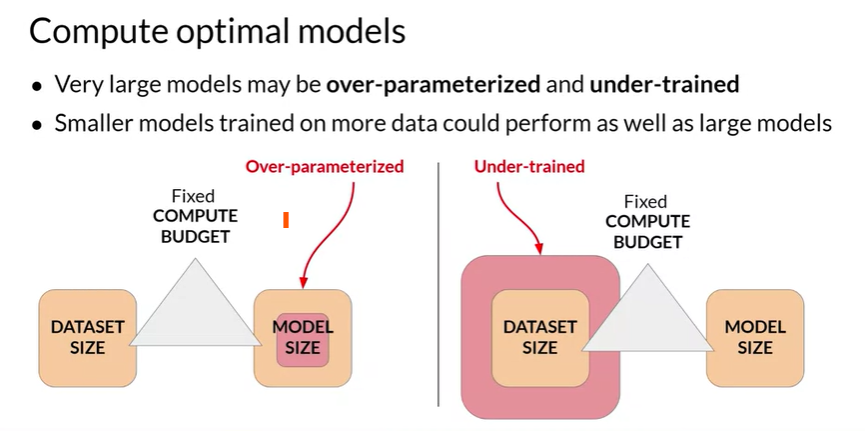 Compute optimal models
• Very large models may be over-parameterized and under-trained
• Smaller models trained on more data could perform as well as large models
Over-parameterized
Fixed
COMPUTE
BUDGET
DATASET
SIZE
MODEL
SIZE
Under-trained
Fixed
COMPUTE
BUDGET
DATASET
SIZE
MODEL
SIZE